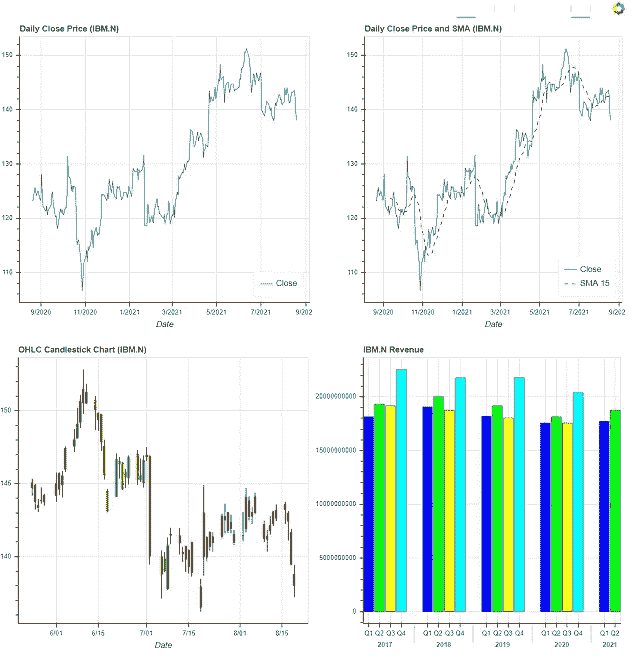 Daily Close Price (IBM.N)
150
140
130
120
110
Close
9/2020 11/2020 1/2021 3/2021 5/2021 7/2021 9/202
Date
Daily Close Price and SMA (IBM.N)
150
140
130
120
110
Close
SMA 15
9/2020 11/2020 1/2021 3/2021 5/2021 7/2021 9/202
Date
OHLC Candlestick Chart (IBM.N)
150
145
140
6/01 6/15 7/01 7/15 8/01 8/15
Date
IBM.N Revenue
20000000000
15000000000
10000000000
5000000000
0
Q1 Q2 Q3 Q4 Q1 Q2 Q3 Q4 Q1 Q2 Q3 Q4 Q1 Q2 Q3 Q4 Q1 Q2
2017 2018 2019 2020 2021